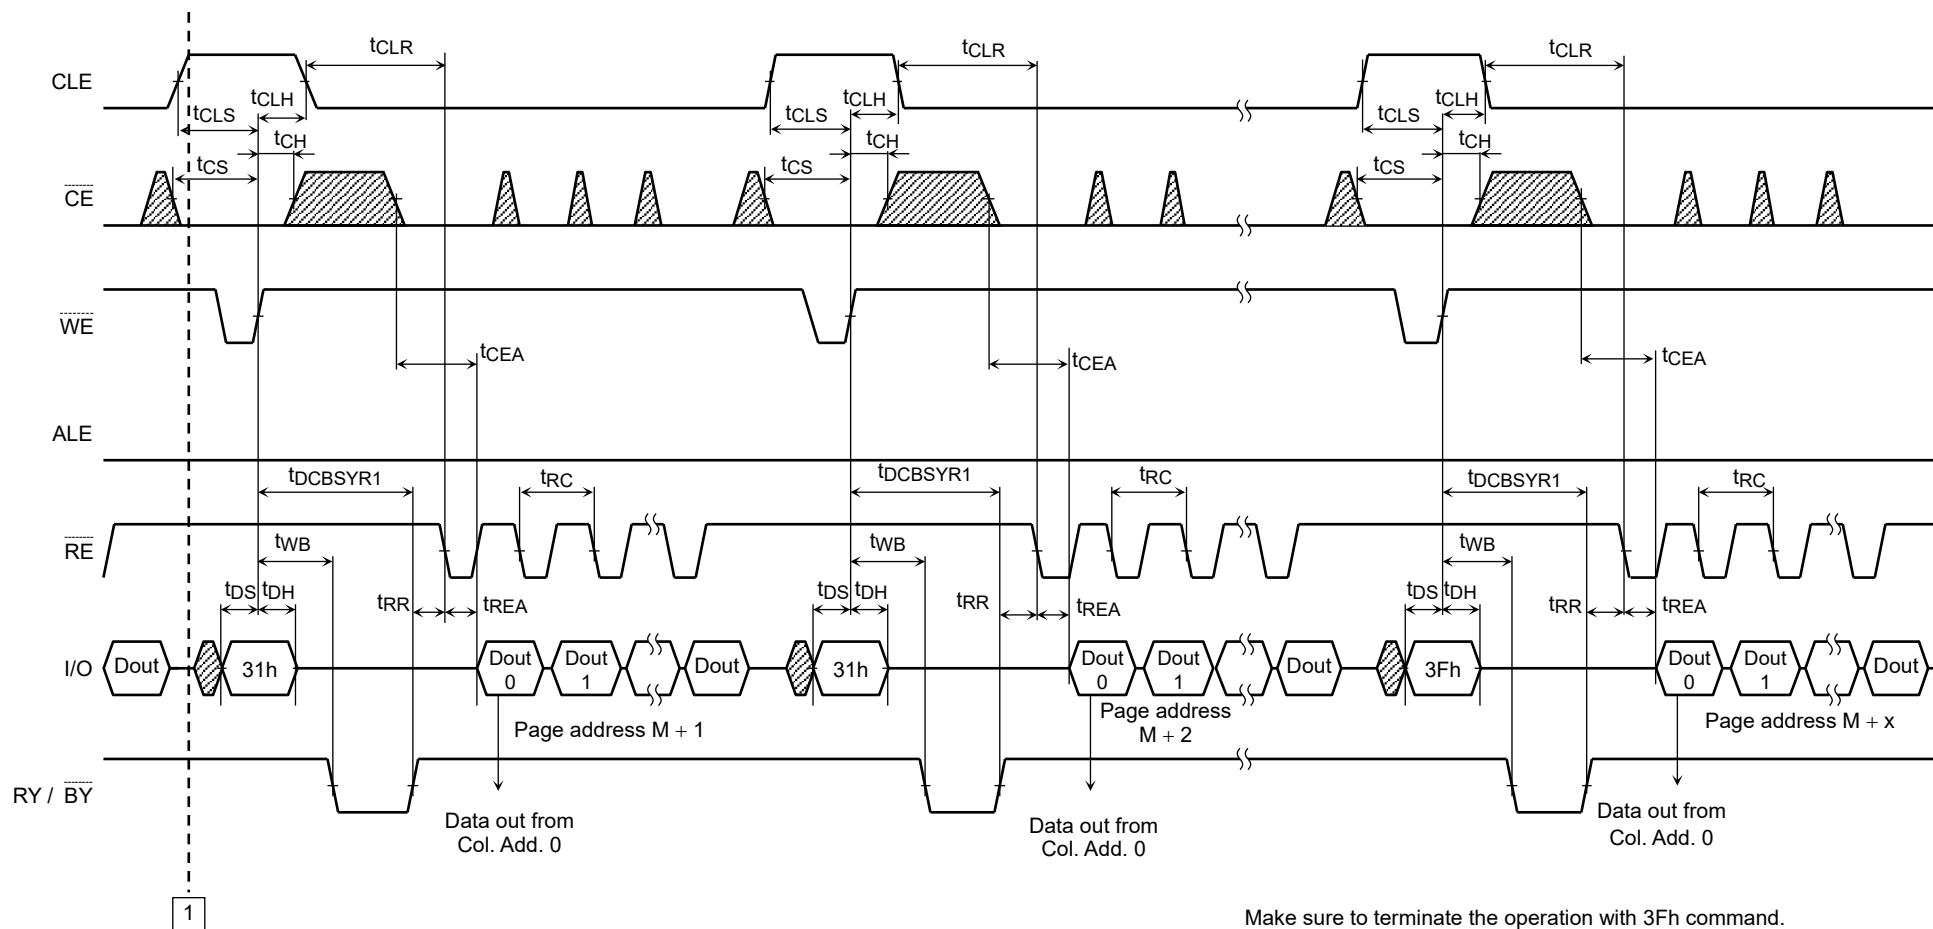 tCLR tCLR tCLR
CLE
tCLH tCLH tCLH
tCLS tCLS tCLS
tCH tCH tCH
tCS tCS tCS
CE
WE
tCEA tCEA tCEA
ALE
tDCBSYR1 tRC tDCBSYR1 tRC tDCBSYR1 tRC
RE
tWB tWB tWB
tDS tDH tDS tDH tDS tDH
tRR tREA tRR tREA tRR tREA
I/O Dout 31h Dout 0 Dout 1 Dout 31h Dout 0 Dout 1 Dout 3Fh Dout 0 Dout 1 Dout
Page address M + 1
Page address
M + 2
Page address M + x
RY / BY
Data out from
Col. Add. 0
Data out from
Col. Add. 0
Data out from
Col. Add. 0
1
Make sure to terminate the operation with 3Fh command.